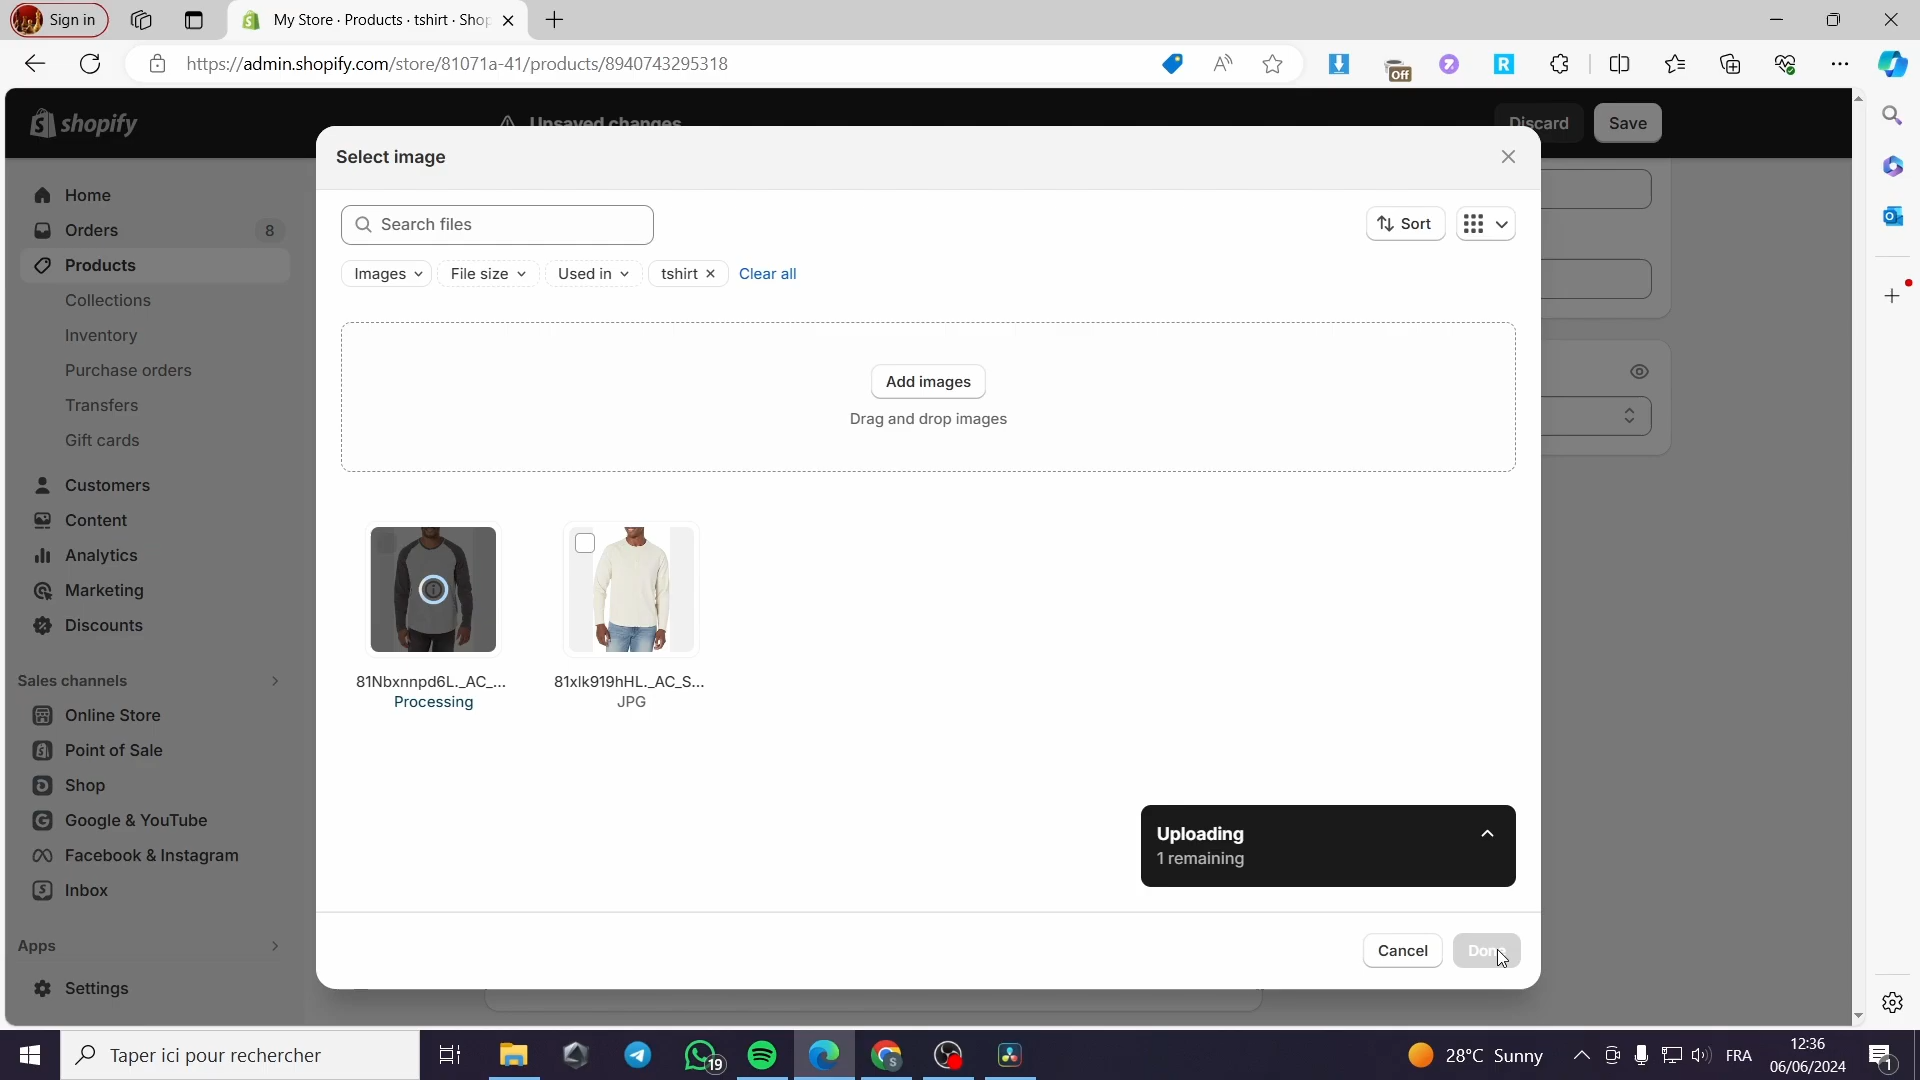 Sign in
My Store · Products · tshirt · Shop
https://admin.shopify.com/store/81071a-41/products/8940743295318
Off
shopify
Unsaved changes
Discard
Save
Select image
Search files
Sort
Images
File size
Used in
tshirt
Clear all
Add images
Drag and drop images
81Nbxnnpd6L._AC_...
Processing
81xlk919hHL._AC_S...
JPG
Uploading
1 remaining
Cancel
Done
Home
Orders
8
Products
Collections
Inventory
Purchase orders
Transfers
Gift cards
Customers
Content
Analytics
Marketing
Discounts
Sales channels
Online Store
Point of Sale
Shop
Google & YouTube
Facebook & Instagram
Inbox
Apps
Settings
Taper ici pour rechercher
19
28°C Sunny
FRA
12:36
06/06/2024
1